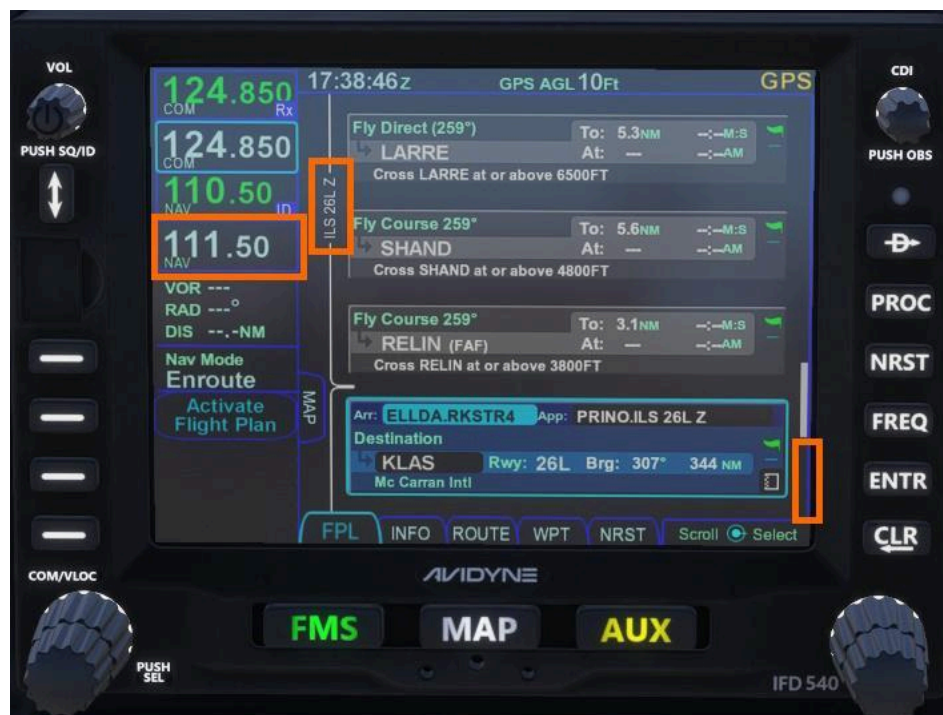 VOL
PUSH SQ/ID
124.850
COM Rx
124.850
COM
110.50
NAV ID
111.50
NAV
VOR ---
RAD ---°
DIS --.-NM
Nav Mode
Enroute
Activate
Flight Plan
17:38:46Z GPS AGL 10Ft GPS
ILS 26L Z
MAP
Fly Direct (259°) To: 5.3NM --:--M:S
LARRE At: --- --:--AM
Cross LARRE at or above 6500FT
Fly Course 259° To: 5.6NM --:--M:S
SHAND At: --- --:--AM
Cross SHAND at or above 4800FT
Fly Course 259° To: 3.1NM --:--M:S
RELIN (FAF) At: --- --:--AM
Cross RELIN at or above 3800FT
Arr: ELLDA.RKSTR4 App: PRINO.ILS 26L Z
Destination
KLAS Rwy: 26L Brg: 307° 344 NM
Mc Carran Intl
FPL INFO ROUTE WPT NRST Scroll Select
CDI
PUSH OBS
D
PROC
NRST
FREQ
ENTR
CLR
COM/VLOC
PUSH
SEL
AVIDYNE
FMS MAP AUX
IFD 540